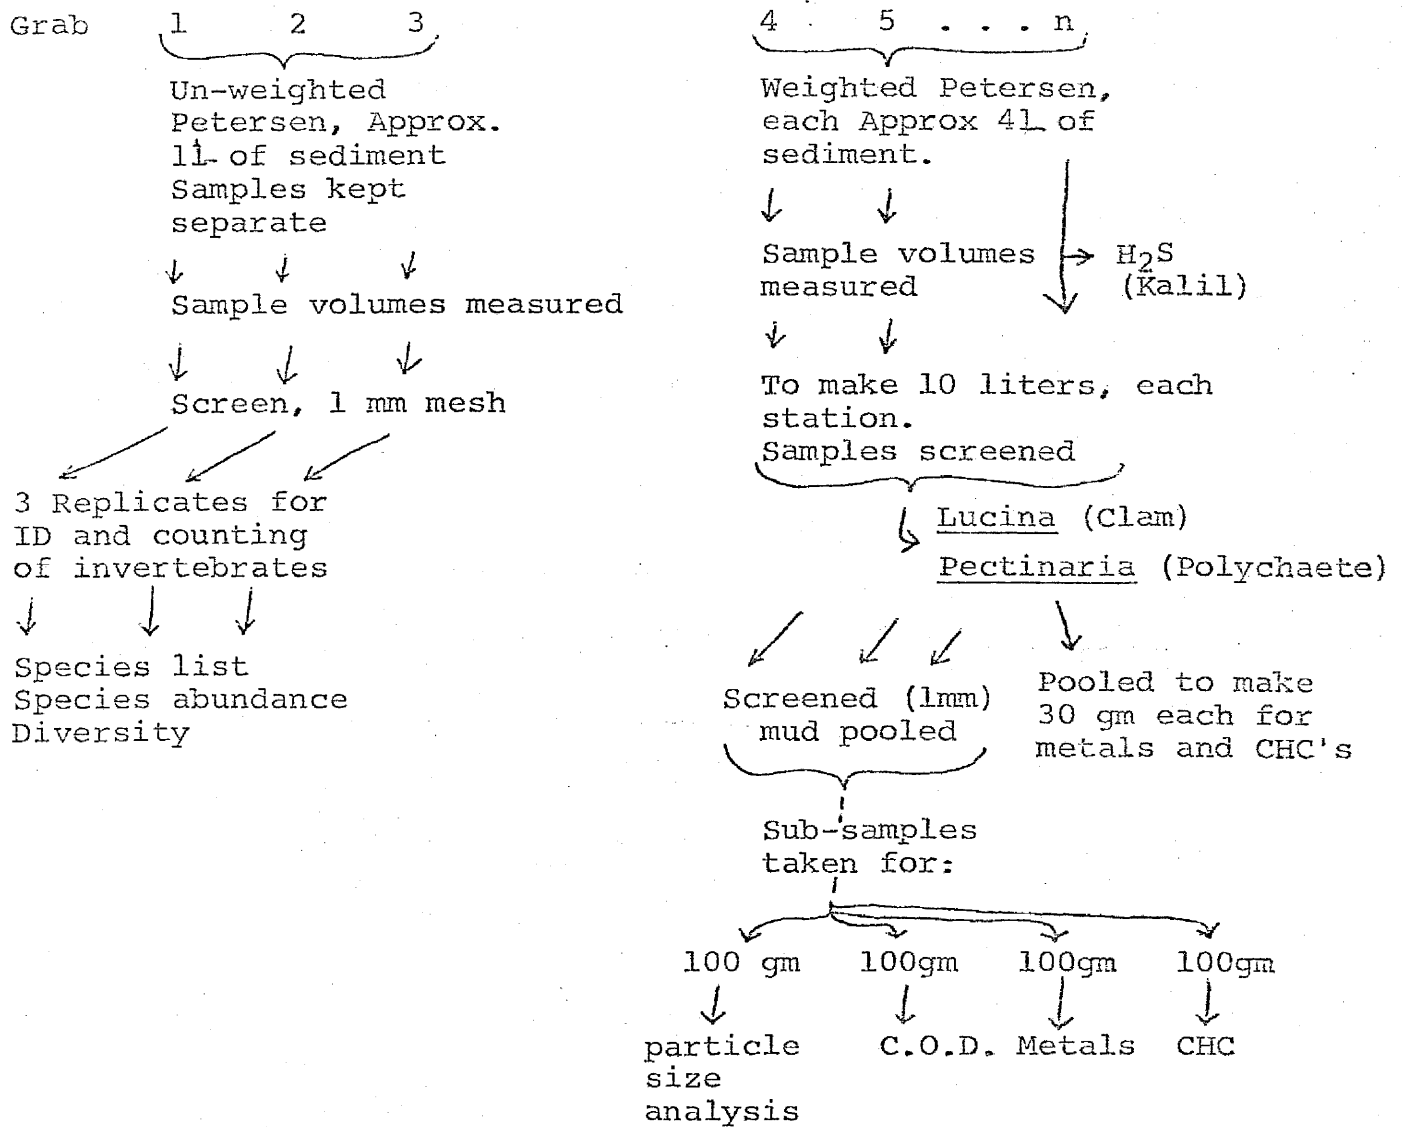 Grab 1 2 3
Un-weighted
Petersen, Approx.
1L of sediment
Samples kept
separate
Sample volumes measured
Screen, 1 mm mesh
3 Replicates for
ID and counting
of invertebrates
Species list
Species abundance
Diversity
4 5 . . . n
Weighted Petersen,
each Approx 4L of
sediment.
Sample volumes
measured
H2S
(Kalil)
To make 10 liters, each
station.
Samples screened
Lucina (Clam)
Pectinaria (Polychaete)
Screened (1mm)
mud pooled
Pooled to make
30 gm each for
metals and CHC's
Sub-samples
taken for:
100 gm 100gm 100gm 100gm
particle
size
analysis
C.O.D. Metals CHC